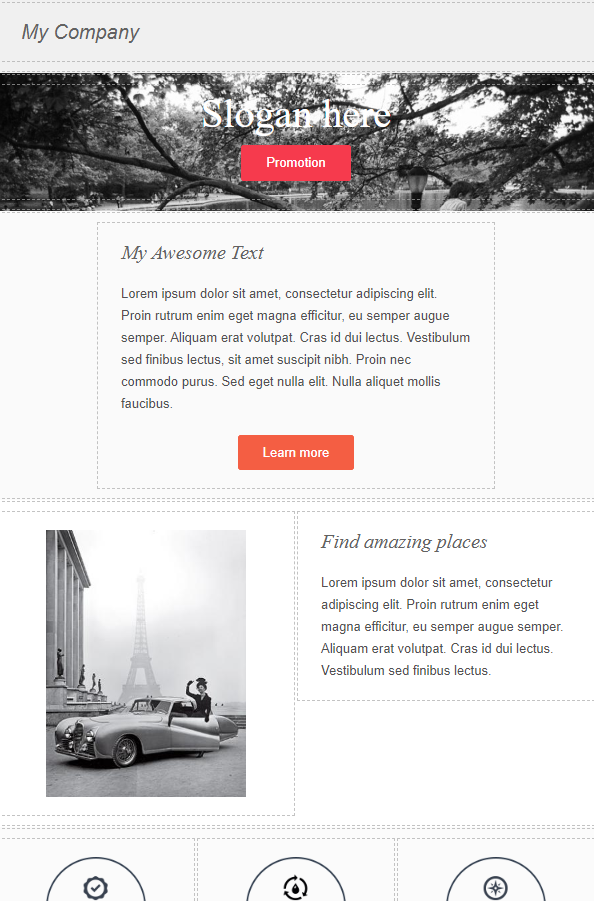 My Company
Slogan here
Promotion
My Awesome Text
Lorem ipsum dolor sit amet, consectetur adipiscing elit.
Proin rutrum enim eget magna efficitur, eu semper augue
semper. Aliquam erat volutpat. Cras id dui lectus. Vestibulum
sed finibus lectus, sit amet suscipit nibh. Proin nec
commodo purus. Sed eget nulla elit. Nulla aliquet mollis
faucibus.
Learn more
Find amazing places
Lorem ipsum dolor sit amet, consectetur
adipiscing elit. Proin rutrum enim eget
magna efficitur, eu semper augue semper.
Aliquam erat volutpat. Cras id dui lectus.
Vestibulum sed finibus lectus.